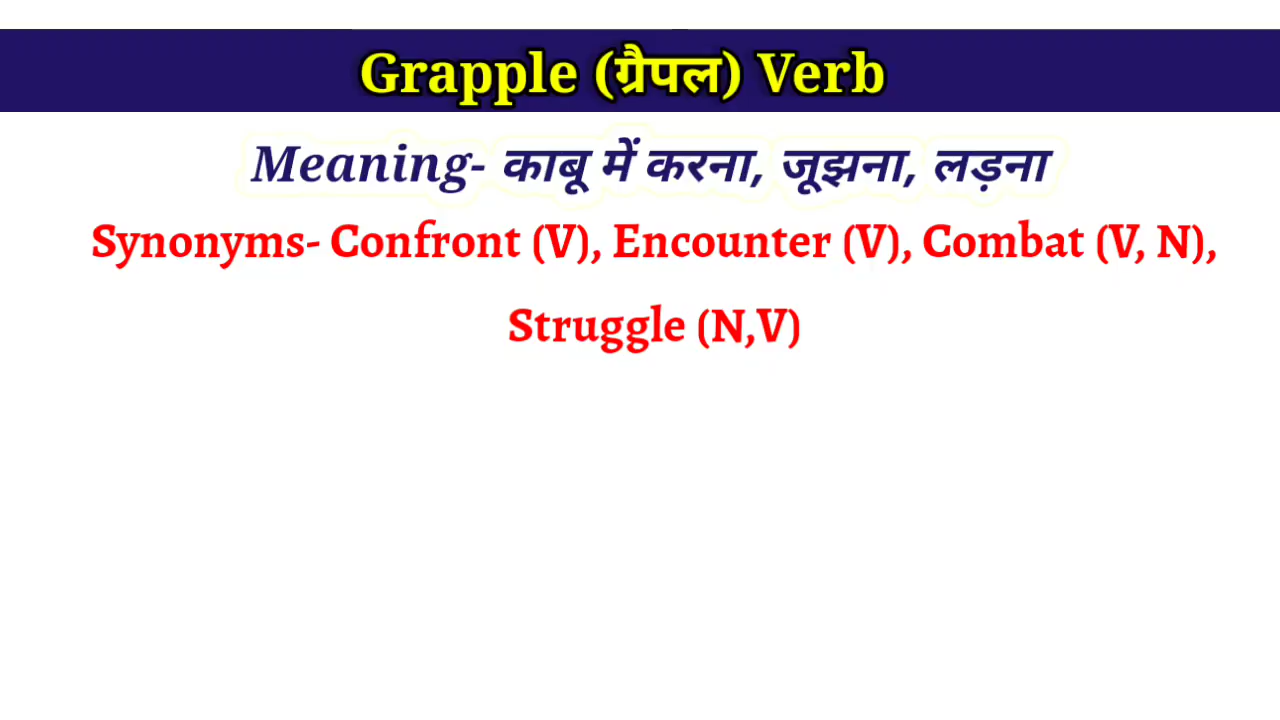 Grapple (ग्रैपल) Verb
Meaning- काबू में करना, जूझना, लड़ना
Synonyms- Confront (V), Encounter (V), Combat (V, N),
Struggle (N,V)